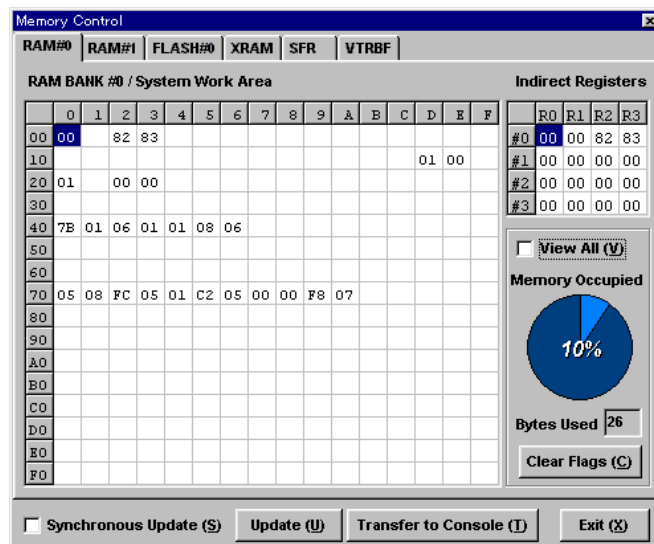 Memory Control
RAM#0 RAM#1 FLASH#0 XRAM SFR VTRBF
RAM BANK #0 / System Work Area
0 1 2 3 4 5 6 7 8 9 A B C D E F
00 00 82 83
10 01 00
20 01 00 00
30
40 7B 01 06 01 01 08 06
50
60
70 05 08 FC 05 01 C2 05 00 00 F8 07
80
90
A0
B0
C0
D0
E0
F0
Indirect Registers
R0 R1 R2 R3
#0 00 00 82 83
#1 00 00 00 00
#2 00 00 00 00
#3 00 00 00 00
View All (V)
Memory Occupied
10%
Bytes Used 26
Clear Flags (C)
Synchronous Update (S) Update (U) Transfer to Console (T) Exit (X)